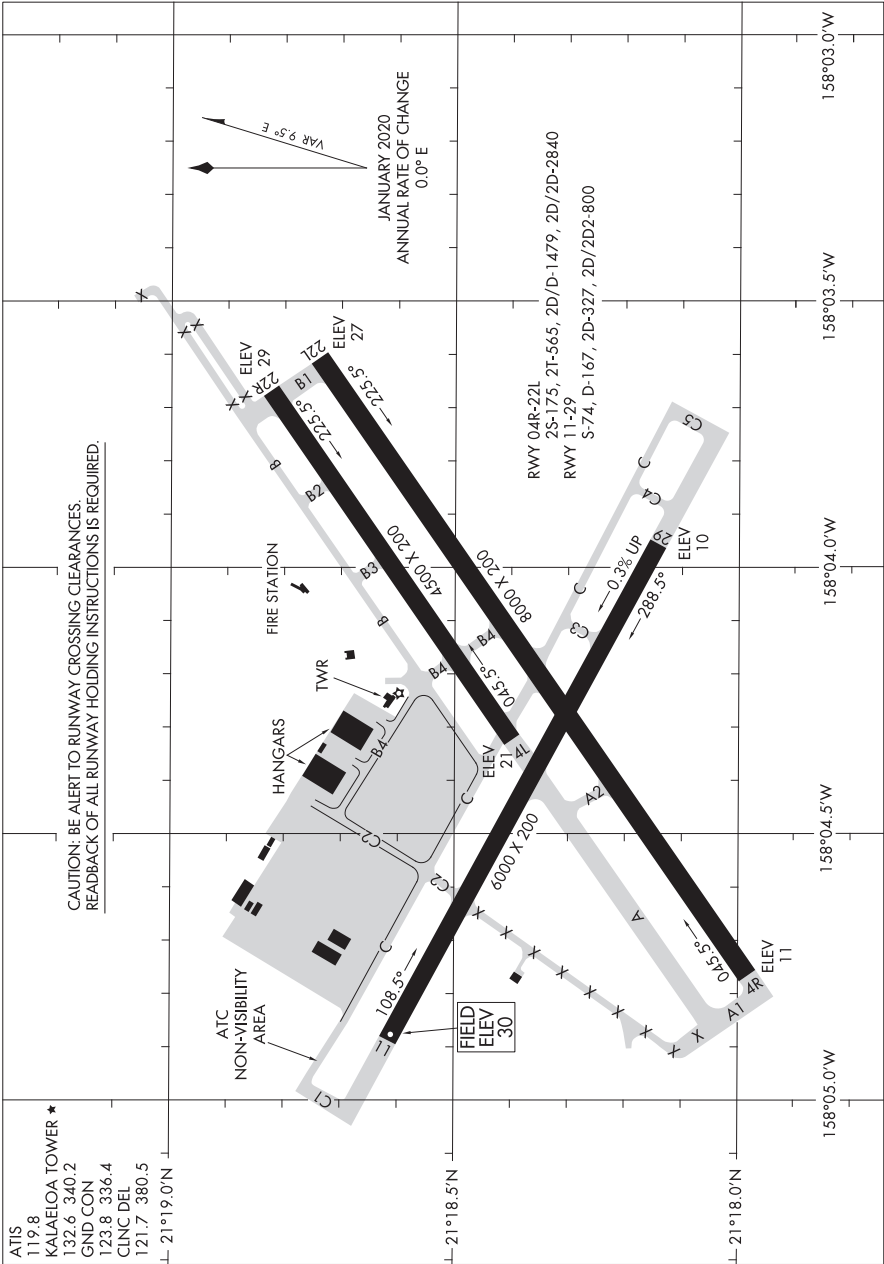 ATIS
119.8
KALAELOA TOWER ★
132.6 340.2
GND CON
123.8 336.4
CLNC DEL
121.7 380.5
CAUTION: BE ALERT TO RUNWAY CROSSING CLEARANCES.
READBACK OF ALL RUNWAY HOLDING INSTRUCTIONS IS REQUIRED.
VAR 9.5° E
JANUARY 2020
ANNUAL RATE OF CHANGE
0.0° E
21°19.0'N
21°18.5'N
21°18.0'N
158°05.0'W
158°04.5'W
158°04.0'W
158°03.5'W
158°03.0'W
ATC
NON-VISIBILITY
AREA
HANGARS
TWR
FIRE STATION
FIELD
ELEV
30
C1
11
108.5°
C
C2
C2
C
B4
6000 X 200
ELEV
21
4L
045.5°
B4
B4
4500 X 200
B
B3
B2
B
225.5°
22R
ELEV
29
B1
22L
ELEV
27
225.5°
8000 X 200
A2
A
A1
045.5°
4R
ELEV
11
X
X
X
X
X
X
X
X
X
X
X
X
X
X
C3
C
0.3% UP
288.5°
29
ELEV
10
C4
C
C5
RWY 04R-22L
2S-175, 2T-565, 2D/D-1479, 2D/2D-2840
RWY 11-29
S-74, D-167, 2D-327, 2D/2D2-800